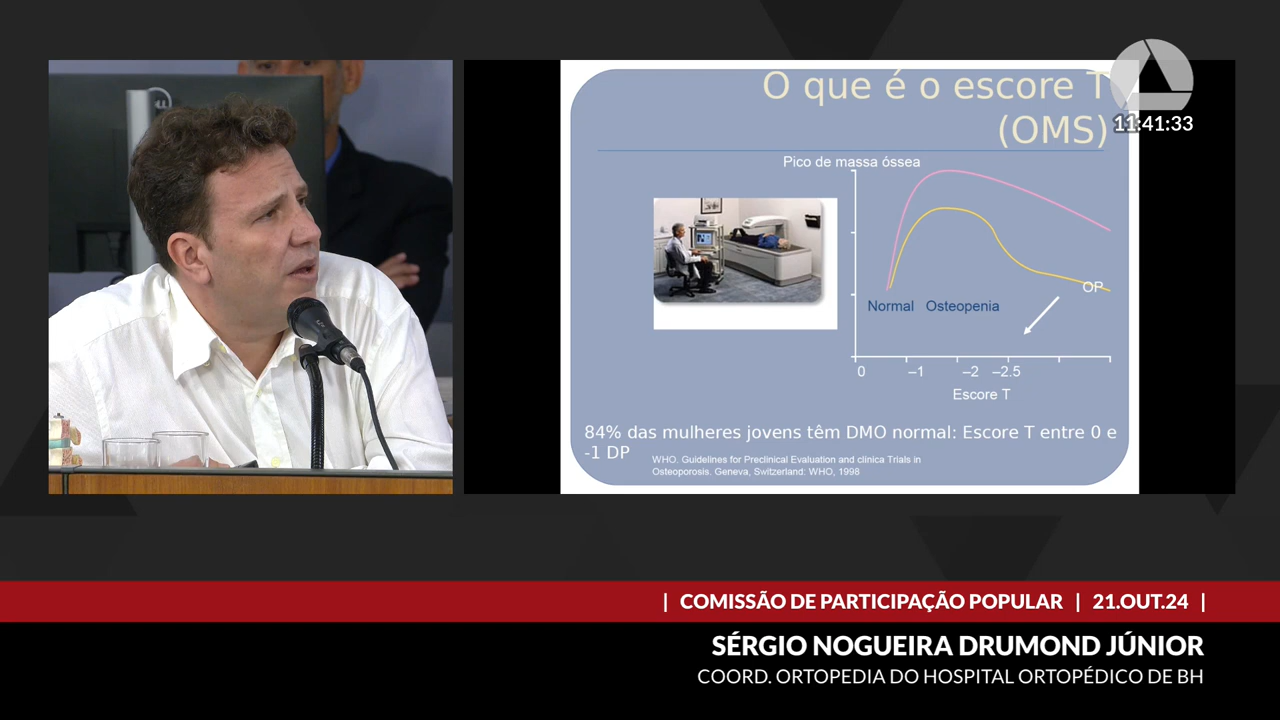 O que é o escore T
(OMS)
11:41:33
Pico de massa óssea
OP
Normal Osteopenia
0 –1 –2 –2.5
Escore T
84% das mulheres jovens têm DMO normal: Escore T entre 0 e
-1 DP
WHO. Guidelines for Preclinical Evaluation and clinica Trials in
Osteoporosis. Geneva, Switzerland: WHO, 1998
| COMISSÃO DE PARTICIPAÇÃO POPULAR | 21.OUT.24 |
SÉRGIO NOGUEIRA DRUMOND JÚNIOR
COORD. ORTOPEDIA DO HOSPITAL ORTOPÉDICO DE BH